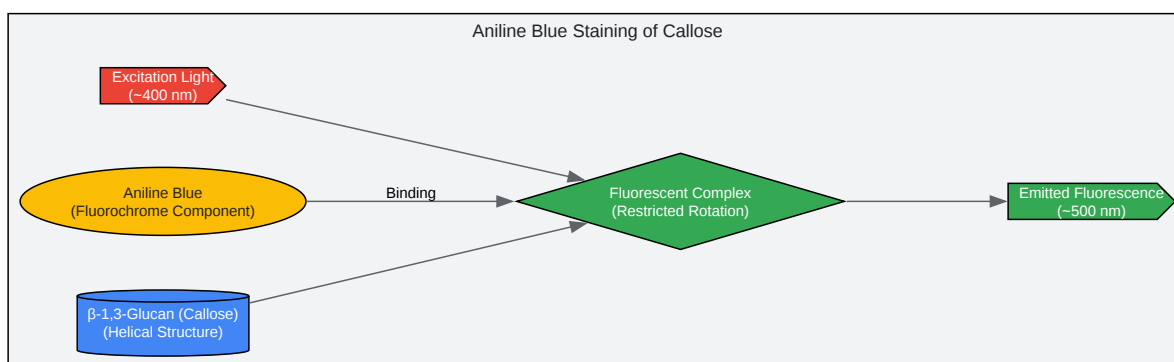 Aniline Blue Staining of Callose
Excitation Light
(~400 nm)
Aniline Blue
(Fluorochrome Component)
Binding
Fluorescent Complex
(Restricted Rotation)
Emitted Fluorescence
(~500 nm)
β-1,3-Glucan (Callose)
(Helical Structure)